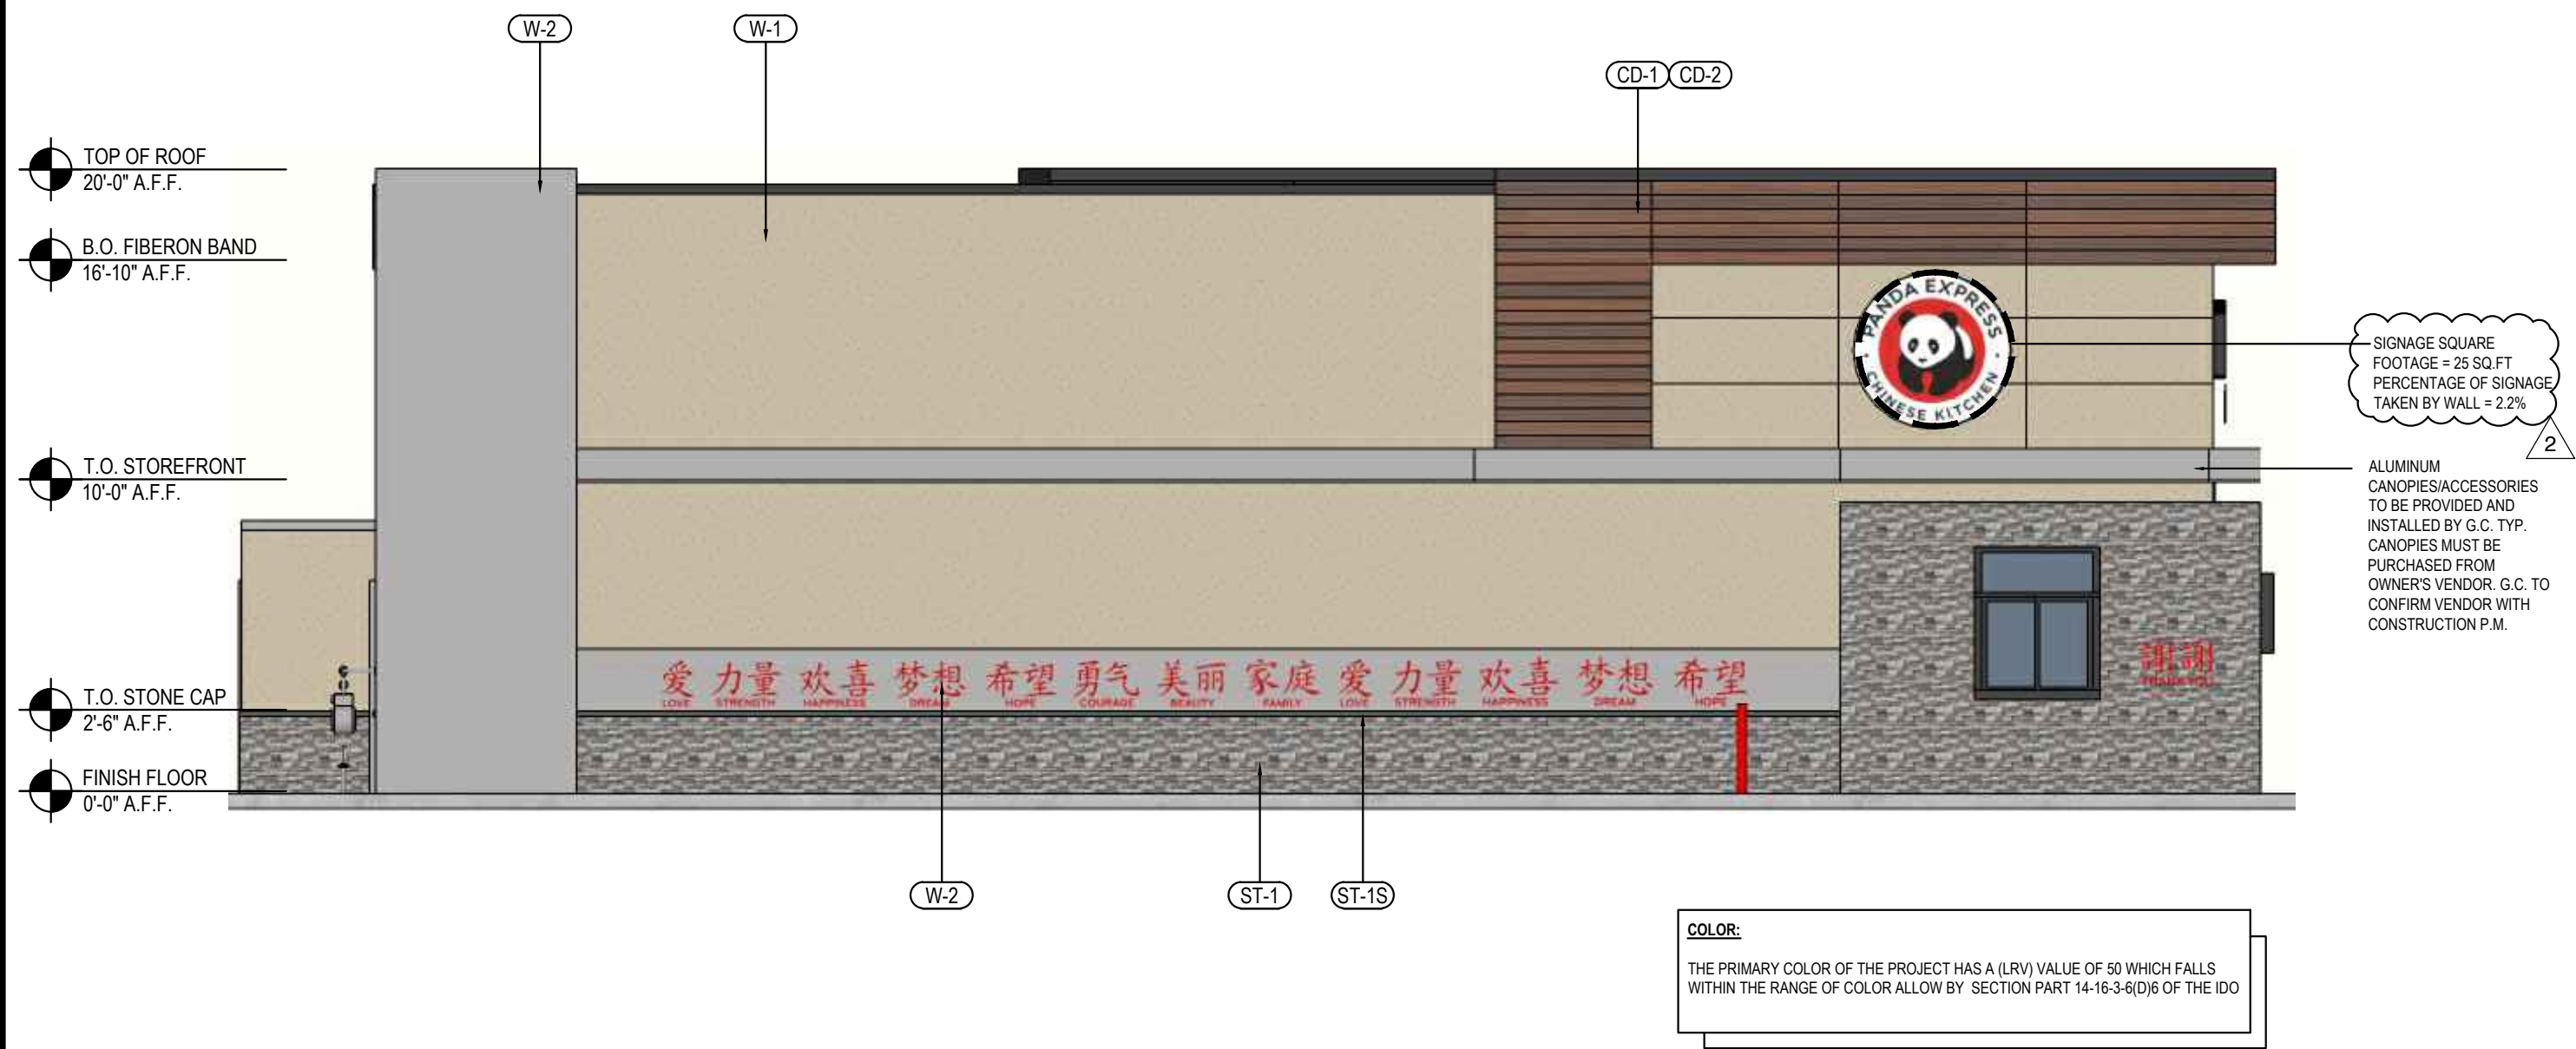 W-2
W-1
CD-1 CD-2
TOP OF ROOF
20'-0" A.F.F.
B.O. FIBERON BAND
16'-10" A.F.F.
T.O. STOREFRONT
10'-0" A.F.F.
T.O. STONE CAP
2'-6" A.F.F.
FINISH FLOOR
0'-0" A.F.F.
PANDA EXPRESS
· CHINESE KITCHEN ·
SIGNAGE SQUARE
FOOTAGE = 25 SQ.FT
PERCENTAGE OF SIGNAGE
TAKEN BY WALL = 2.2%
2
ALUMINUM
CANOPIES/ACCESSORIES
TO BE PROVIDED AND
INSTALLED BY G.C. TYP.
CANOPIES MUST BE
PURCHASED FROM
OWNER'S VENDOR. G.C. TO
CONFIRM VENDOR WITH
CONSTRUCTION P.M.
爱 力量 欢喜 梦想 希望 勇气 美丽 家庭 爱 力量 欢喜 梦想 希望
LOVE STRENGTH HAPPINESS DREAM HOPE COURAGE BEAUTY FAMILY LOVE STRENGTH HAPPINESS DREAM HOPE
謝謝
THANK YOU
W-2
ST-1
ST-1S
COLOR:
THE PRIMARY COLOR OF THE PROJECT HAS A (LRV) VALUE OF 50 WHICH FALLS
WITHIN THE RANGE OF COLOR ALLOW BY SECTION PART 14-16-3-6(D)6 OF THE IDO